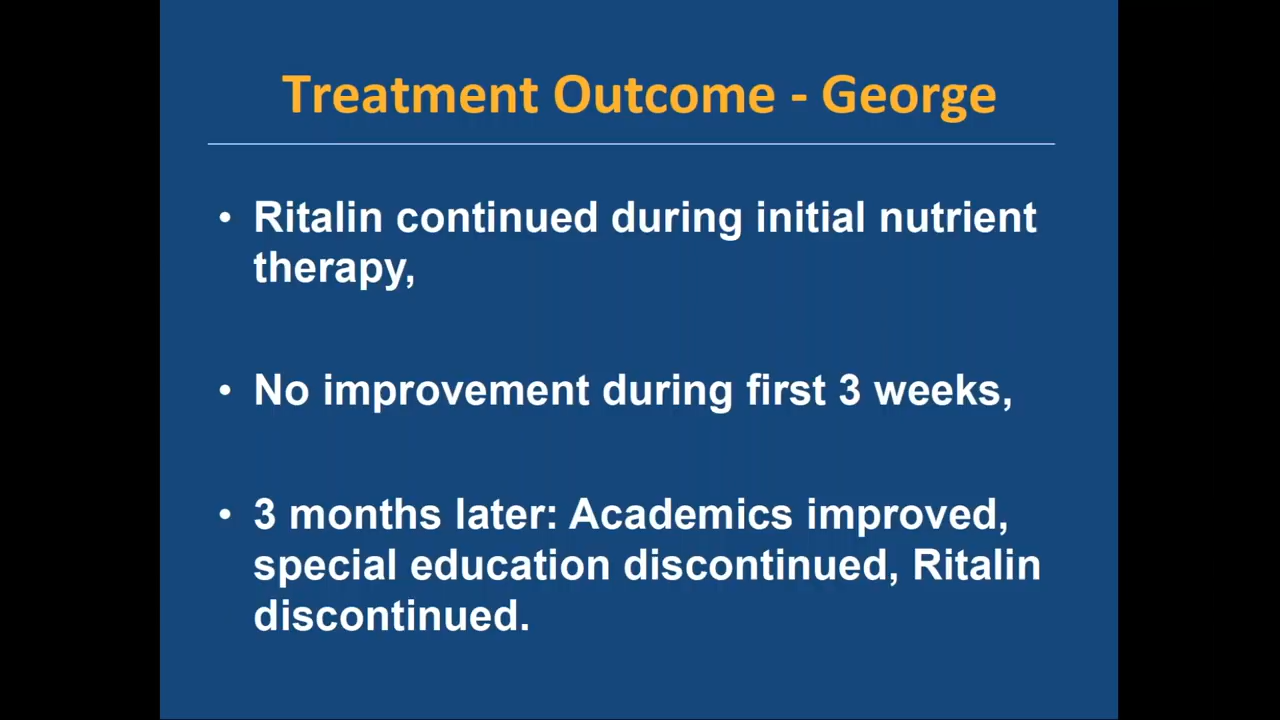 Treatment Outcome - George
• Ritalin continued during initial nutrient
therapy,
• No improvement during first 3 weeks,
• 3 months later: Academics improved,
special education discontinued, Ritalin
discontinued.